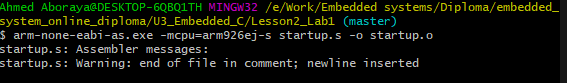 Ahmed Aboraya@DESKTOP-6QBQ1TH MINGW32 /e/Work/Embedded systems/Diploma/embedded_
system_online_diploma/U3_Embedded_C/Lesson2_Lab1 (master)
$ arm-none-eabi-as.exe -mcpu=arm926ej-s startup.s -o startup.o
startup.s: Assembler messages:
startup.s: Warning: end of file in comment; newline inserted